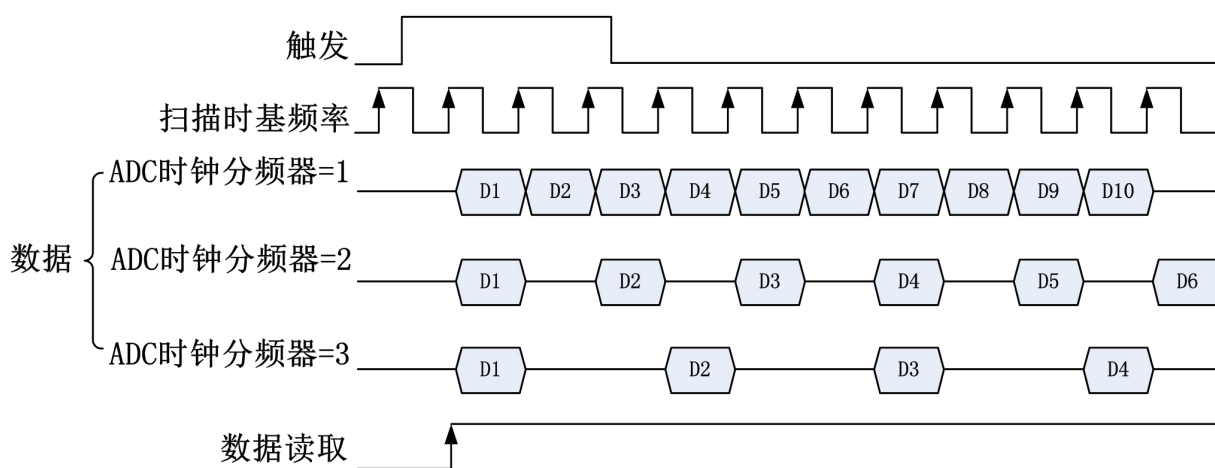 触发
扫描时基频率
数据
ADC时钟分频器=1
D1 D2 D3 D4 D5 D6 D7 D8 D9 D10
ADC时钟分频器=2
D1 D2 D3 D4 D5 D6
ADC时钟分频器=3
D1 D2 D3 D4
数据读取